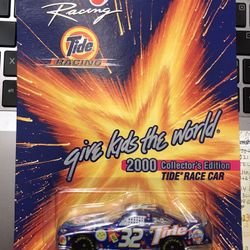 Racing
Tide
RACING
give kids the world®
2000 Collector's Edition
TIDE® RACE CAR
32
Tide